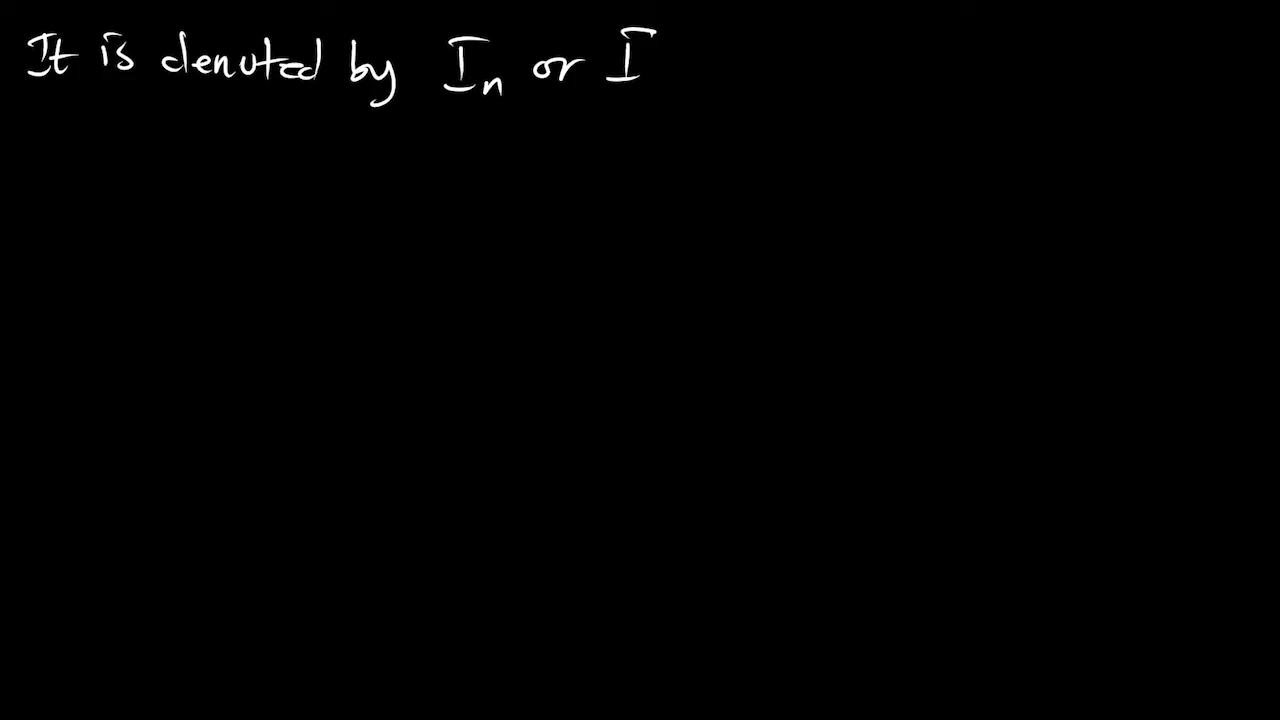 It is denoted by Iₙ or I